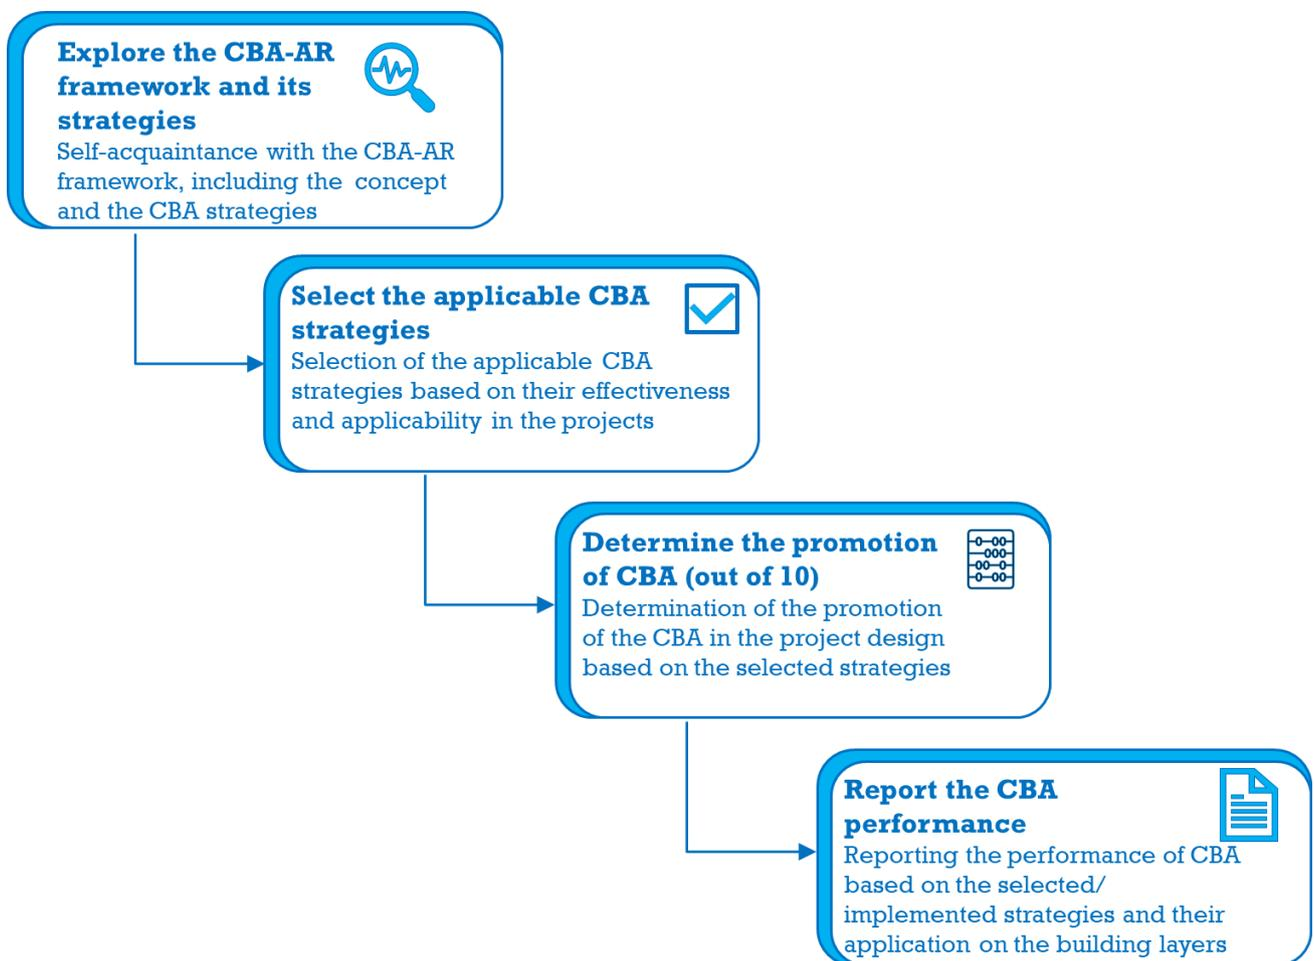 Explore the CBA-AR
framework and its
strategies
Self-acquaintance with the CBA-AR
framework, including the concept
and the CBA strategies
Select the applicable CBA
strategies
Selection of the applicable CBA
strategies based on their effectiveness
and applicability in the projects
Determine the promotion
of CBA (out of 10)
Determination of the promotion
of the CBA in the project design
based on the selected strategies
Report the CBA
performance
Reporting the performance of CBA
based on the selected/
implemented strategies and their
application on the building layers